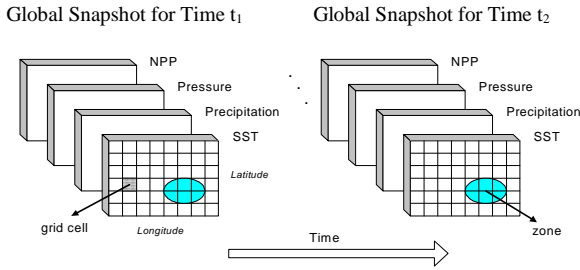 Global Snapshot for Time t₁
Global Snapshot for Time t₂
NPP
Pressure
Precipitation
SST
Latitude
grid cell
Longitude
. . .
NPP
Pressure
Precipitation
SST
zone
Time